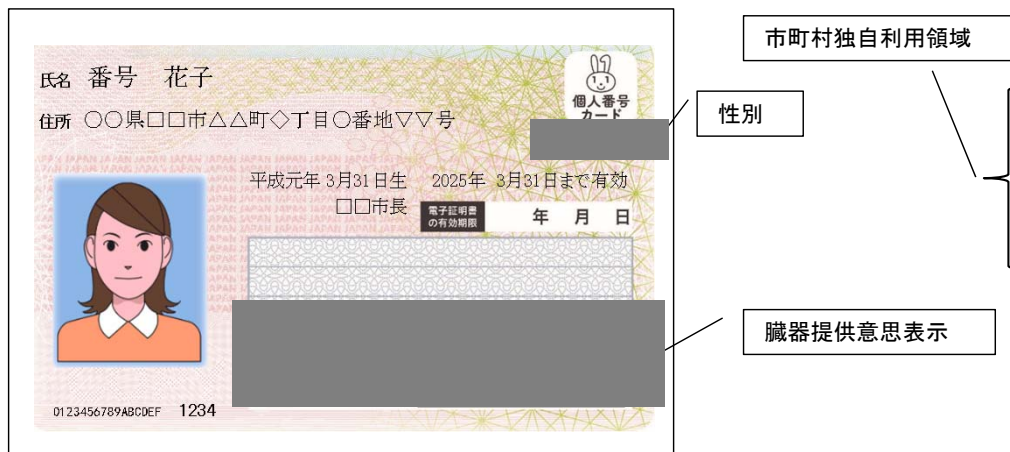 市町村独自利用領域
氏名 番号 花子
個人番号
カード
住所 〇〇県□□市△△町◇丁目〇番地▽▽号
性別
平成元年 3月31日生 2025年 3月31日まで有効
□□市長 電子証明書の有効期限 年 月 日
臓器提供意思表示
0123456789ABCDEF 1234